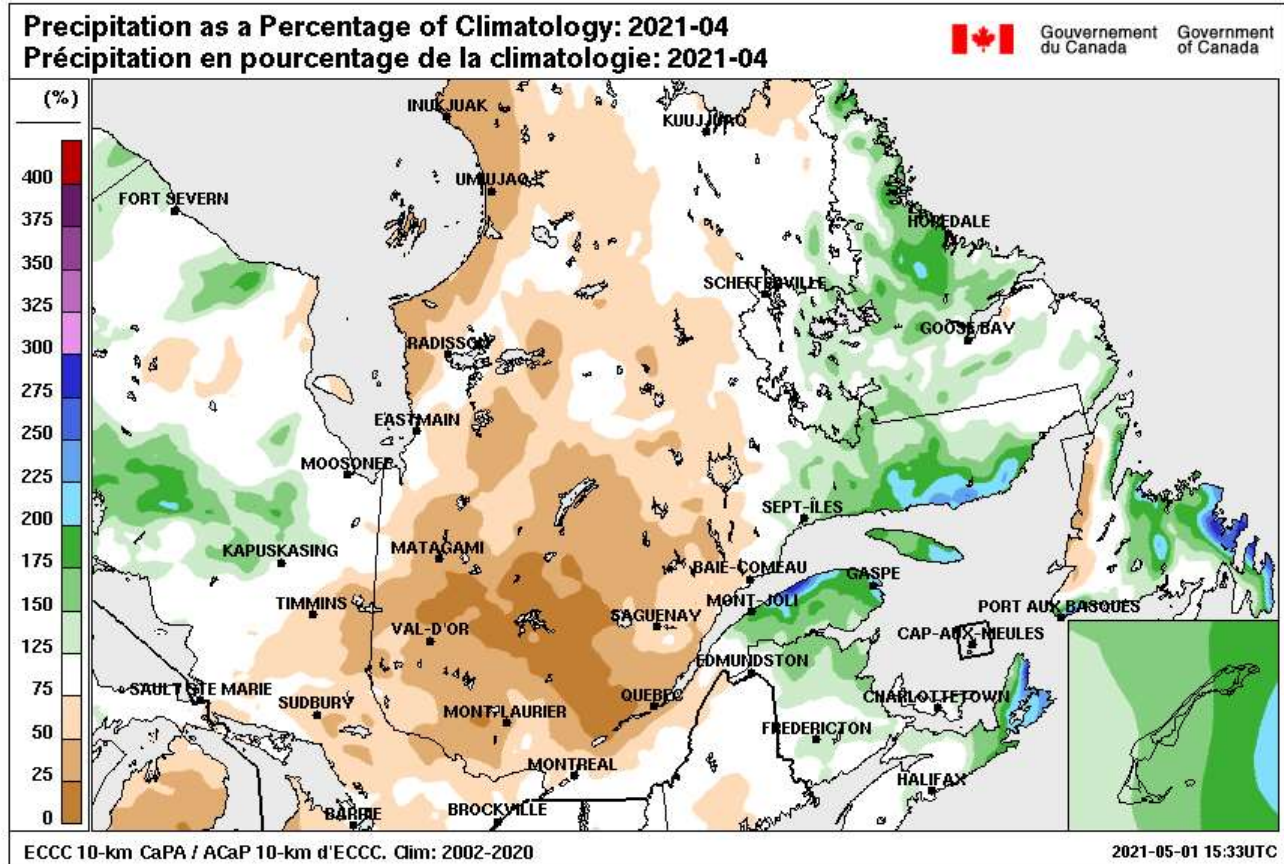 Precipitation as a Percentage of Climatology: 2021-04
Précipitation en pourcentage de la climatologie: 2021-04
Gouvernement du Canada
Government of Canada
(%)
400
375
350
325
300
275
250
225
200
175
150
125
75
50
25
0
INUKJUAK
KUUJJUAQ
UMIUJAQ
FORT SEVERN
HOPEDALE
SCHEFFERVILLE
GOOSE BAY
RADISSON
EASTMAIN
MOOSONEE
SEPT-ÎLES
KAPUSKASING
MATAGAMI
BAIE-COMEAU
GASPE
TIMMINS
MONT-JOLI
PORT AUX BASQUES
SAGUENAY
VAL-D'OR
CAP-AUX-MEULES
EDMUNDSTON
SAULT STE MARIE
SUDBURY
QUEBEC
CHARLOTTETOWN
MONT-LAURIER
FREDERICTON
MONTREAL
HALIFAX
BARRIE
BROCKVILLE
ECCC 10-km CaPA / ACaP 10-km d'ECCC. Clim: 2002-2020
2021-05-01 15:33UTC